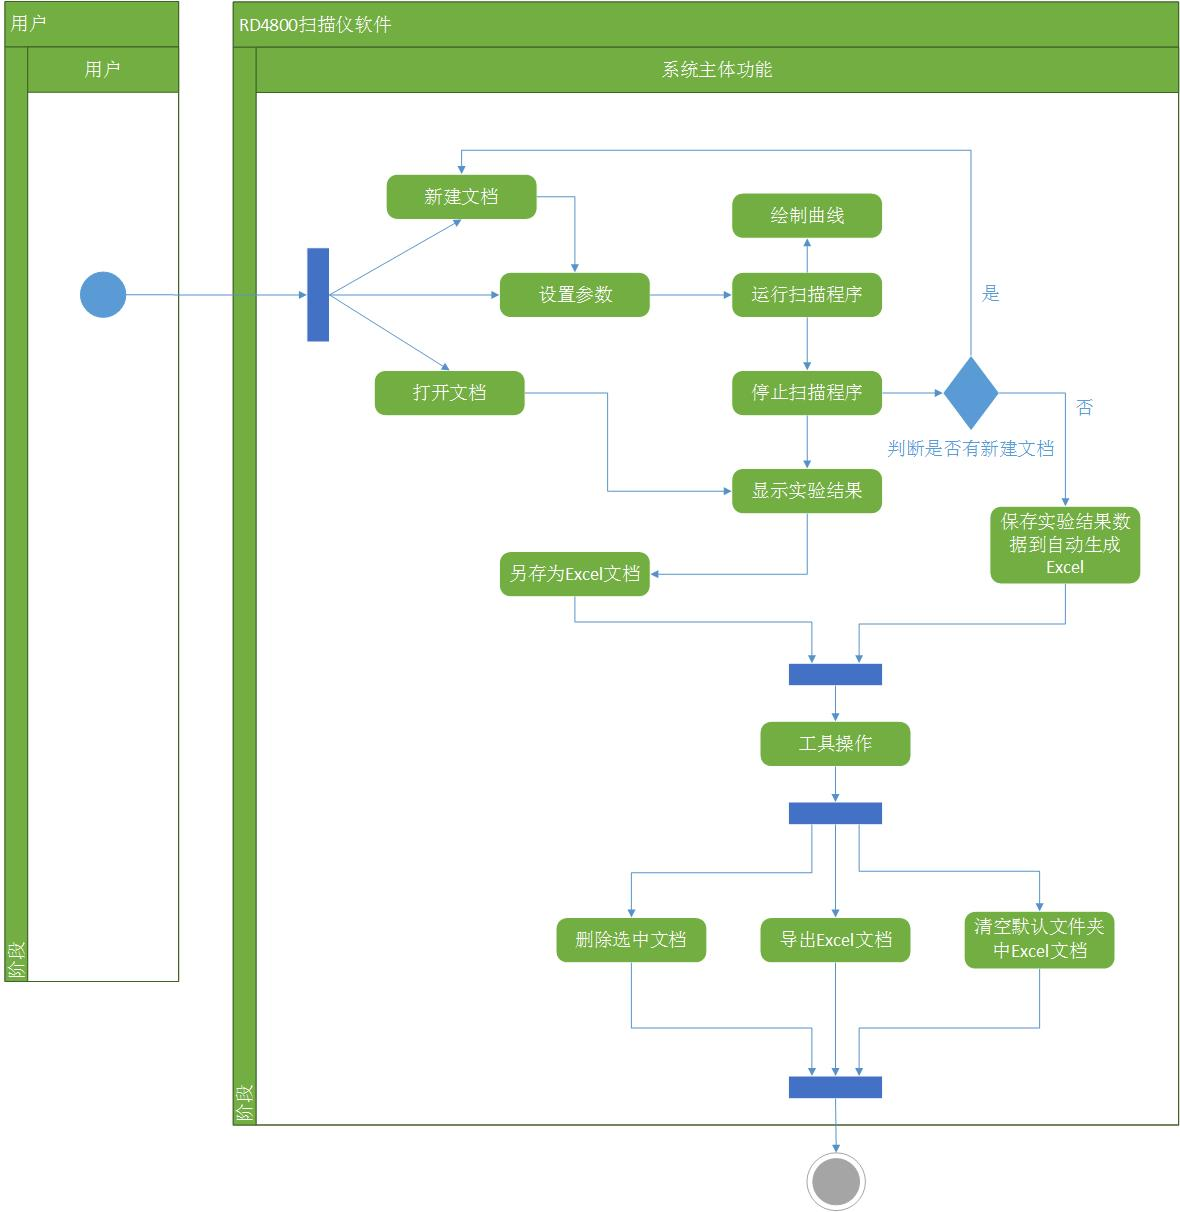 用户
RD4800扫描仪软件
用户
系统主体功能
新建文档
绘制曲线
设置参数
运行扫描程序
是
打开文档
停止扫描程序
否
判断是否有新建文档
显示实验结果
保存实验结果数
据到自动生成
Excel
另存为Excel文档
工具操作
删除选中文档
导出Excel文档
清空默认文件夹
中Excel文档
阶段
阶段